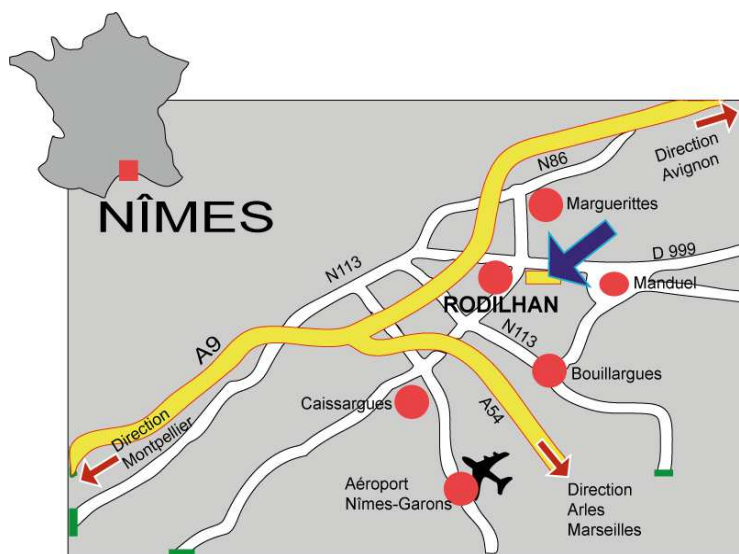 N86
Direction
Avignon
Marguerittes
NÎMES
D 999
N113
Manduel
RODILHAN
N113
A9
Bouillargues
Caissargues
A54
Direction
Montpellier
Aéroport
Nîmes-Garons
Direction
Arles
Marseilles